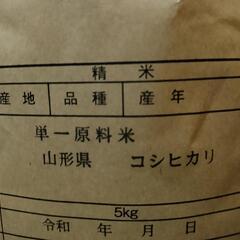 精米
産地 品種 産年
単一原料米
山形県 コシヒカリ
5kg
令和 年 月 日